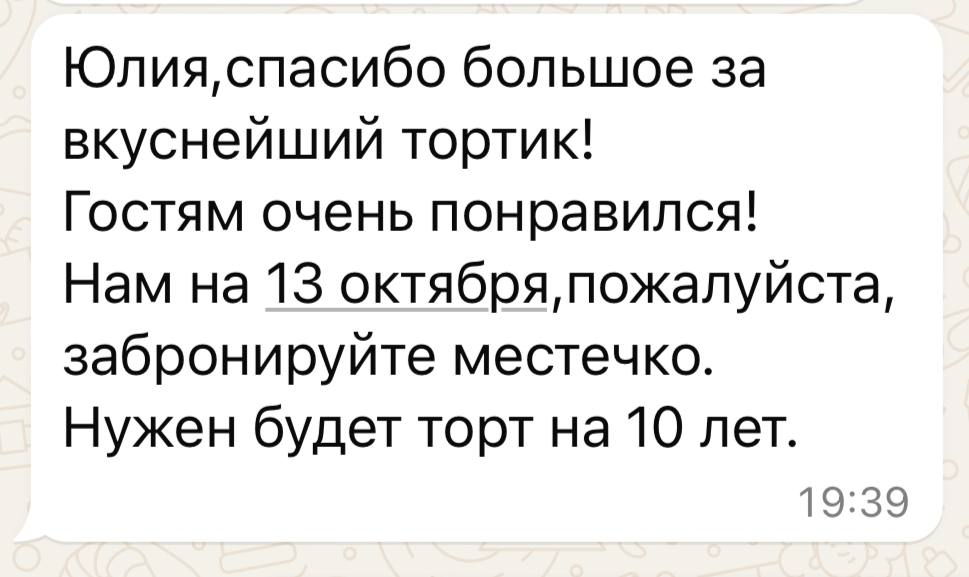 Юлия,спасибо большое за
вкуснейший тортик!
Гостям очень понравился!
Нам на 13 октября,пожалуйста,
забронируйте местечко.
Нужен будет торт на 10 лет.
19:39